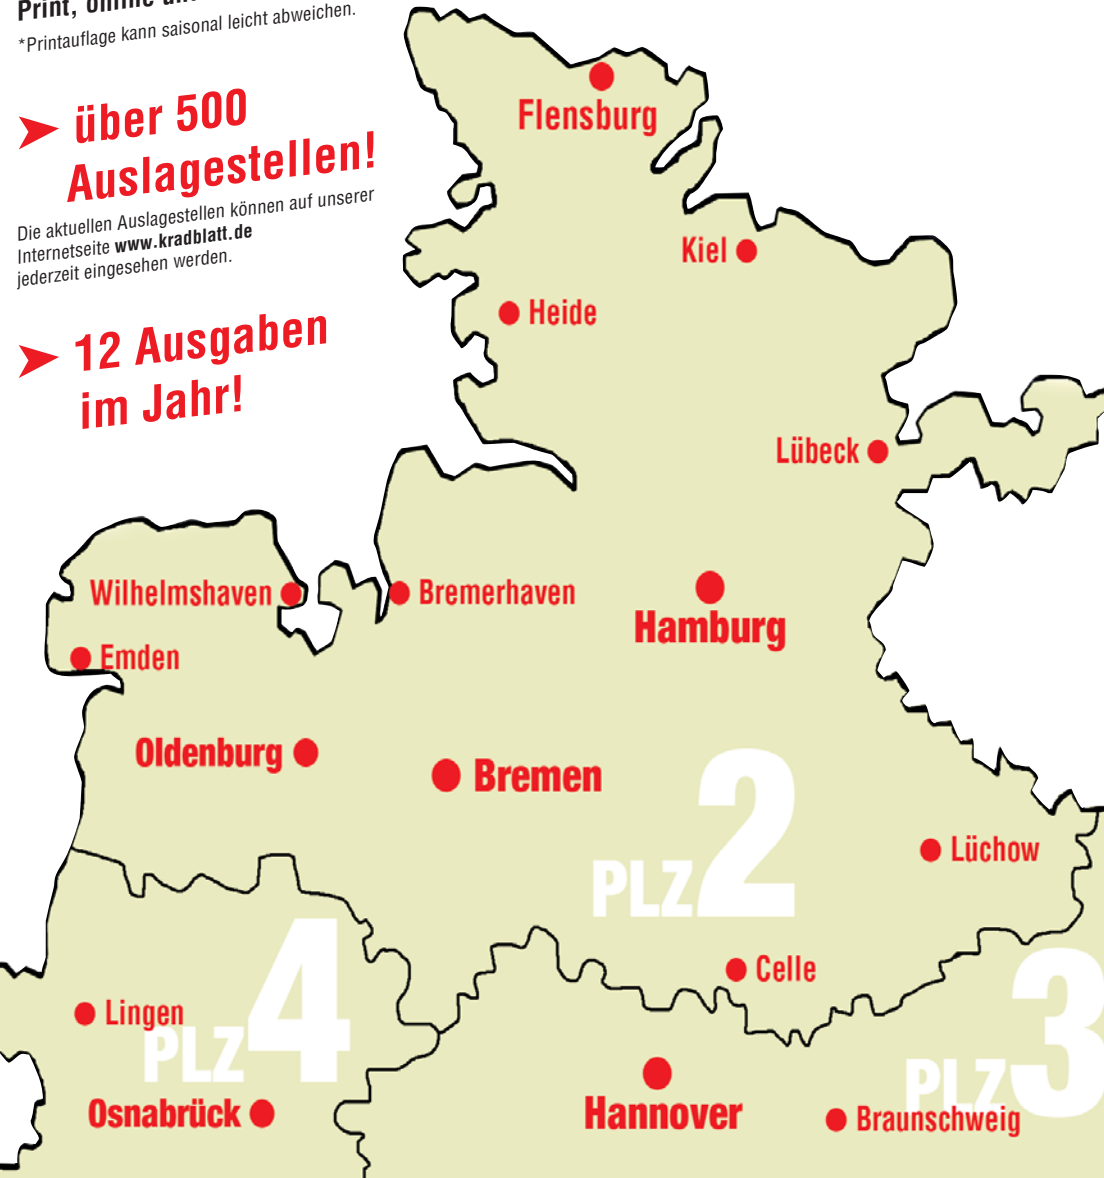 Print, online
*Printauflage kann saisonal leicht abweichen.
➤ über 500
Auslagestellen!
Die aktuellen Auslagestellen können auf unserer
Internetseite www.kradblatt.de
jederzeit eingesehen werden.
➤ 12 Ausgaben
im Jahr!
Flensburg
Kiel
Heide
Lübeck
Wilhelmshaven
Bremerhaven
Hamburg
Emden
Oldenburg
Bremen
PLZ2
Lüchow
Celle
PLZ4
Lingen
PLZ3
Osnabrück
Hannover
Braunschweig